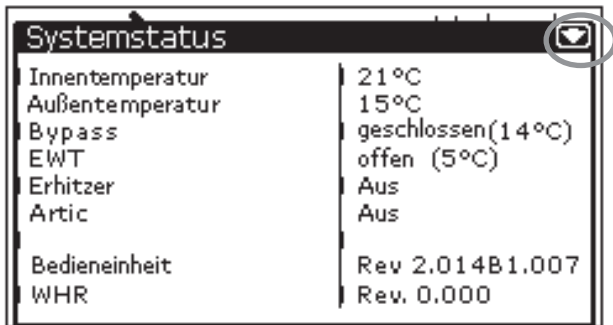 Systemstatus
Innentemperatur 21°C
Außentemperatur 15°C
Bypass geschlossen(14°C)
EWT offen (5°C)
Erhitzer Aus
Artic Aus
Bedieneinheit Rev 2.014B1.007
WHR Rev. 0.000